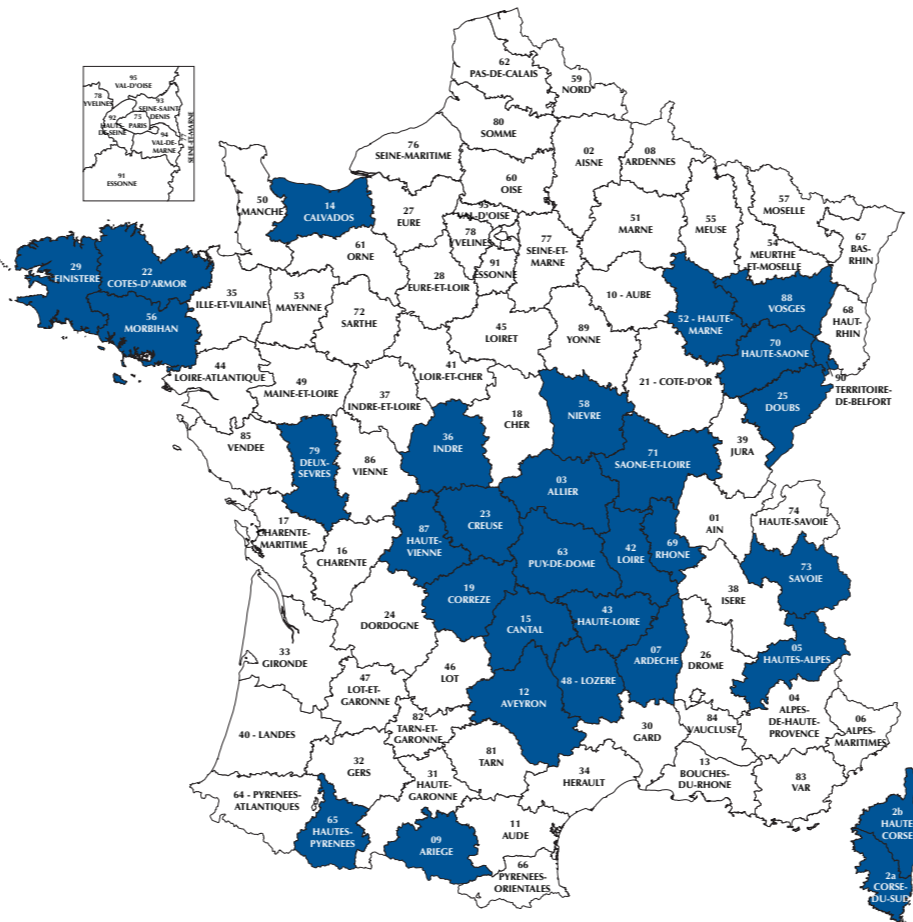 62
PAS-DE-CALAIS
59
NORD
95
VAL-D'OISE
78
YVELINES
93
SEINE-SAINT
DENIS
92
HAUTS-
DE-SEINE
75
PARIS
94
VAL-DE-
MARNE
77
SEINE-ET-MARNE
91
ESSONNE
80
SOMME
76
SEINE-MARITIME
02
AISNE
08
ARDENNES
60
OISE
50
MANCHE
14
CALVADOS
27
EURE
95
VAL-D'OISE
78
YVELINES
91
ESSONNE
77
SEINE-ET-
MARNE
51
MARNE
55
MEUSE
57
MOSELLE
54
MEURTHE
ET-MOSELLE
67
BAS-
RHIN
61
ORNE
29
FINISTERE
22
COTES-D'ARMOR
56
MORBIHAN
35
ILLE-ET-VILAINE
53
MAYENNE
72
SARTHE
28
EURE-ET-LOIR
10 - AUBE
52 - HAUTE-
MARNE
88
VOSGES
68
HAUT-
RHIN
45
LOIRET
89
YONNE
70
HAUTE-SAONE
90
TERRITOIRE-
DE-BELFORT
44
LOIRE-ATLANTIQUE
49
MAINE-ET-LOIRE
37
INDRE-ET-LOIRE
41
LOIR-ET-CHER
21 - COTE-D'OR
25
DOUBS
18
CHER
58
NIEVRE
85
VENDEE
79
DEUX-
SEVRES
86
VIENNE
36
INDRE
71
SAONE-ET-LOIRE
39
JURA
03
ALLIER
17
CHARENTE-
MARITIME
16
CHARENTE
87
HAUTE-
VIENNE
23
CREUSE
63
PUY-DE-DOME
42
LOIRE
69
RHONE
01
AIN
74
HAUTE-SAVOIE
73
SAVOIE
38
ISERE
19
CORREZE
24
DORDOGNE
15
CANTAL
43
HAUTE-LOIRE
07
ARDECHE
26
DROME
05
HAUTES-ALPES
33
GIRONDE
47
LOT-ET-
GARONNE
46
LOT
12
AVEYRON
48 - LOZERE
04
ALPES-
DE-HAUTE-
PROVENCE
06
ALPES-
MARITIMES
40 - LANDES
82
TARN-ET-
GARONNE
30
GARD
84
VAUCLUSE
32
GERS
81
TARN
34
HERAULT
13
BOUCHES-
DU-RHONE
83
VAR
64 - PYRENEES-
ATLANTIQUES
31
HAUTE-
GARONNE
65
HAUTES-
PYRENEES
09
ARIEGE
11
AUDE
66
PYRENEES-
ORIENTALES
2b
HAUTE
CORSE
2a
CORSE-
DU-SUD